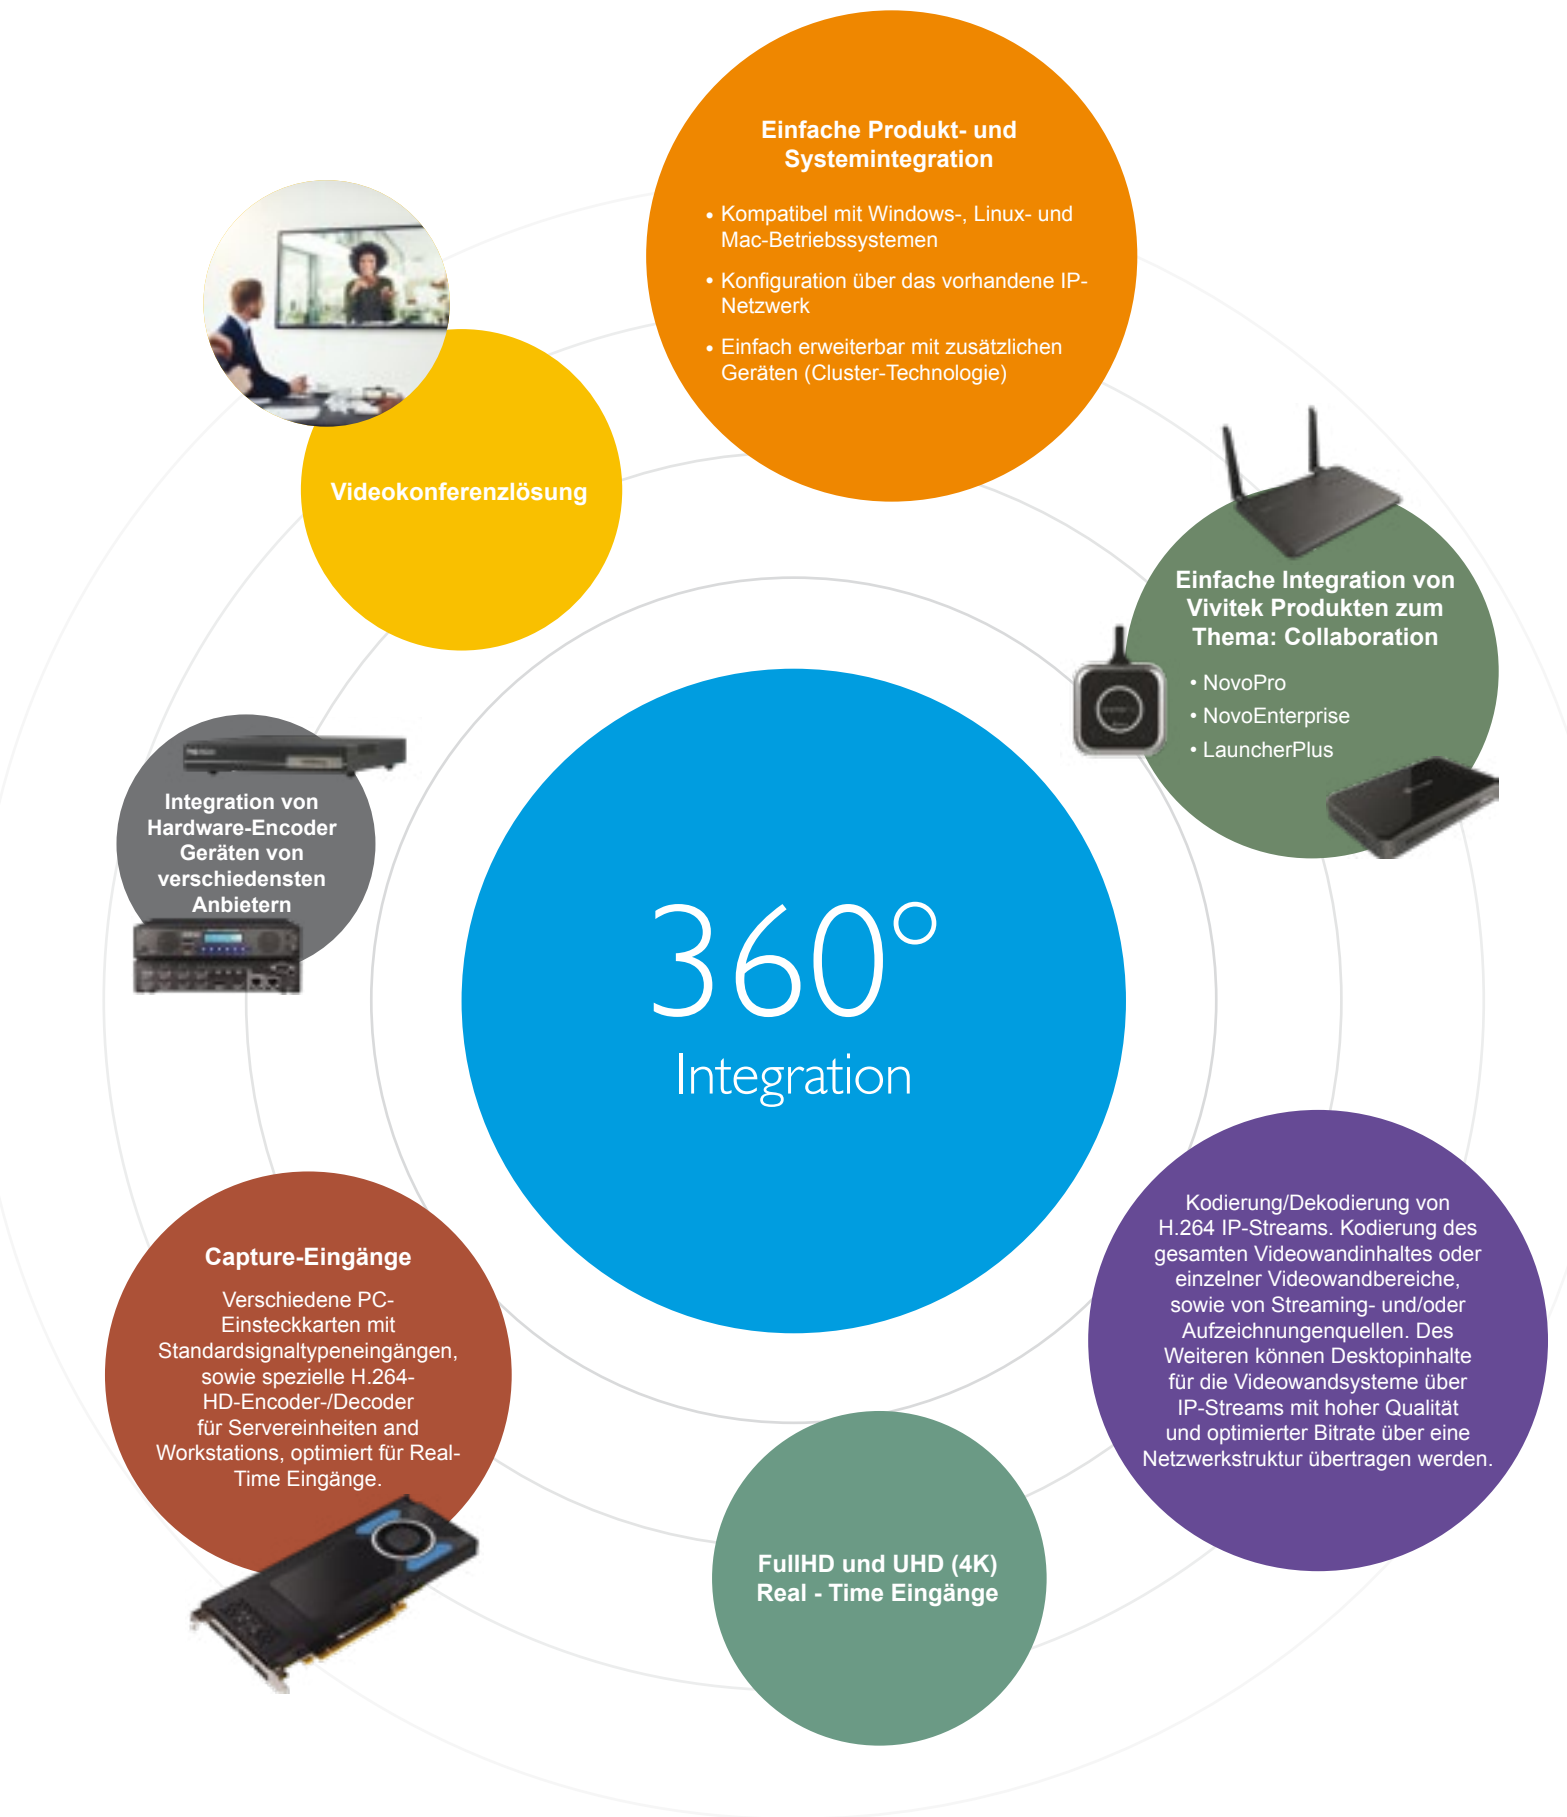 Einfache Produkt- und
Systemintegration
• Kompatibel mit Windows-, Linux- und
Mac-Betriebssystemen
• Konfiguration über das vorhandene IP-
Netzwerk
• Einfach erweiterbar mit zusätzlichen
Geräten (Cluster-Technologie)
Videokonferenzlösung
Einfache Integration von
Vivitek Produkten zum
Thema: Collaboration
• NovoPro
• NovoEnterprise
• LauncherPlus
Integration von
Hardware-Encoder
Geräten von
verschiedensten
Anbietern
360°
Integration
Kodierung/Dekodierung von
H.264 IP-Streams. Kodierung des
gesamten Videowandinhaltes oder
einzelner Videowandbereiche,
sowie von Streaming- und/oder
Aufzeichnungenquellen. Des
Weiteren können Desktopinhalte
für die Videowandsysteme über
IP-Streams mit hoher Qualität
und optimierter Bitrate über eine
Netzwerkstruktur übertragen werden.
Capture-Eingänge
Verschiedene PC-
Einsteckkarten mit
Standardsignaltypeneingängen,
sowie spezielle H.264-
HD-Encoder-/Decoder
für Servereinheiten and
Workstations, optimiert für Real-
Time Eingänge.
FullHD und UHD (4K)
Real - Time Eingänge